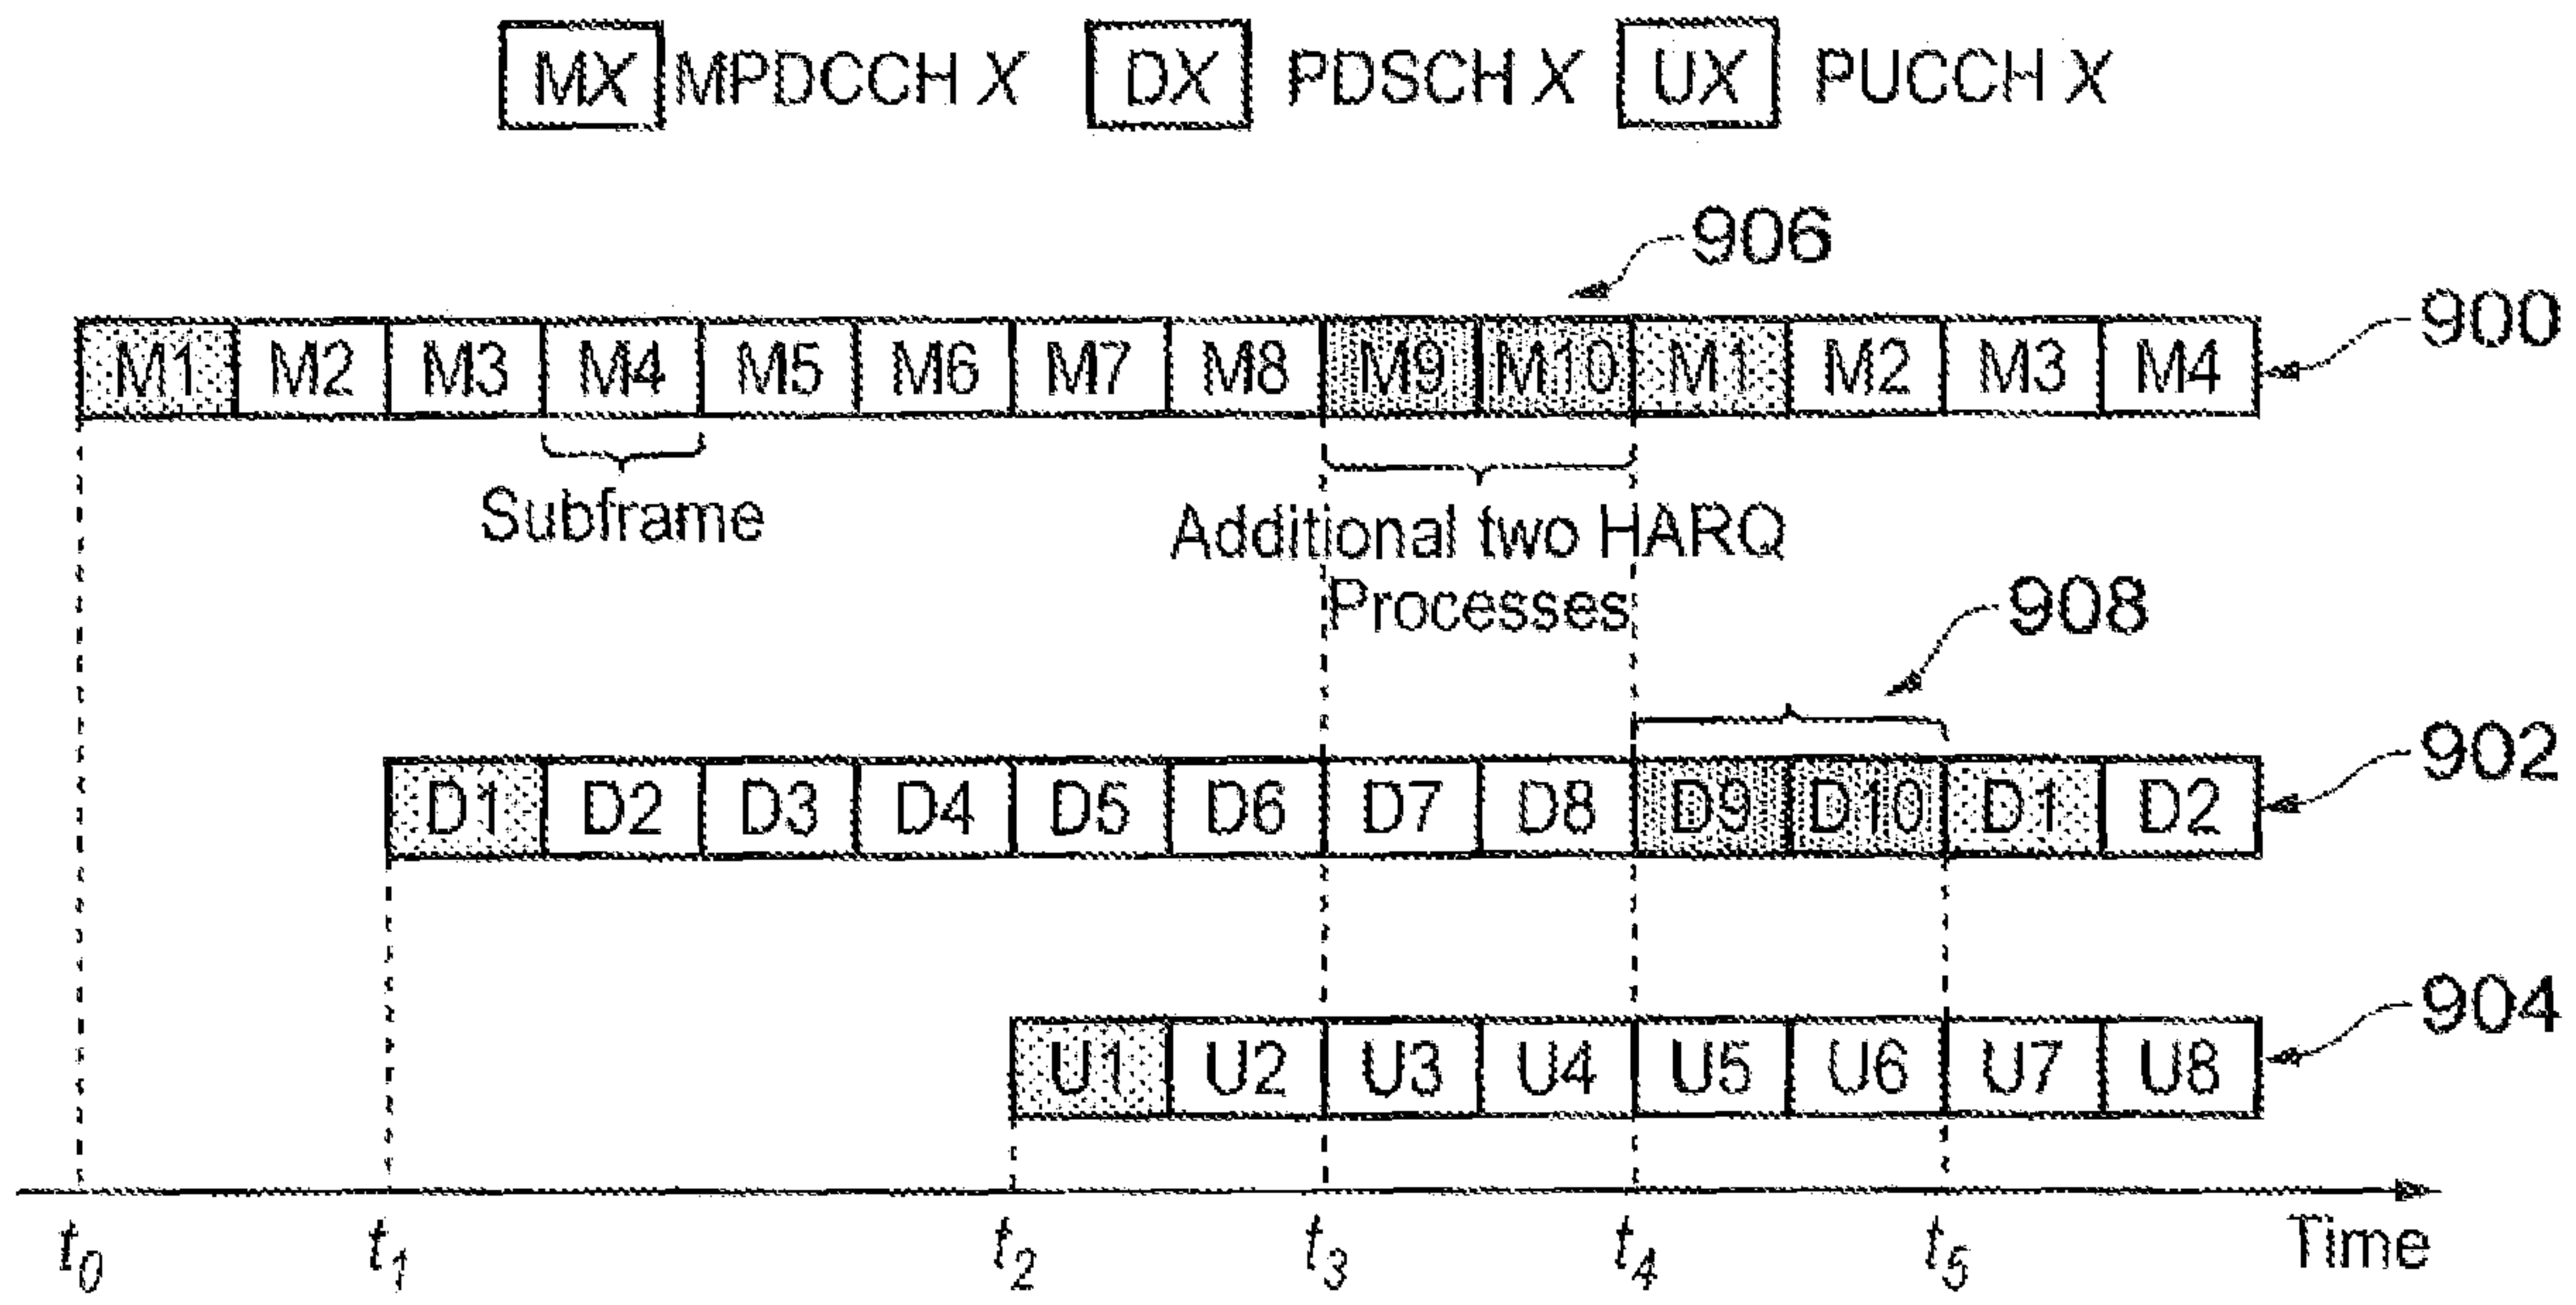 MX MPDCCH X DX PDSCH X UX PUCCH X
906
900
M1 M2 M3 M4 M5 M6 M7 M8 M9 M10 M1 M2 M3 M4
Subframe
Additional two HARQ
Processes
908
902
D1 D2 D3 D4 D5 D6 D7 D8 D9 D10 D1 D2
904
U1 U2 U3 U4 U5 U6 U7 U8
t0 t1 t2 t3 t4 t5 Time